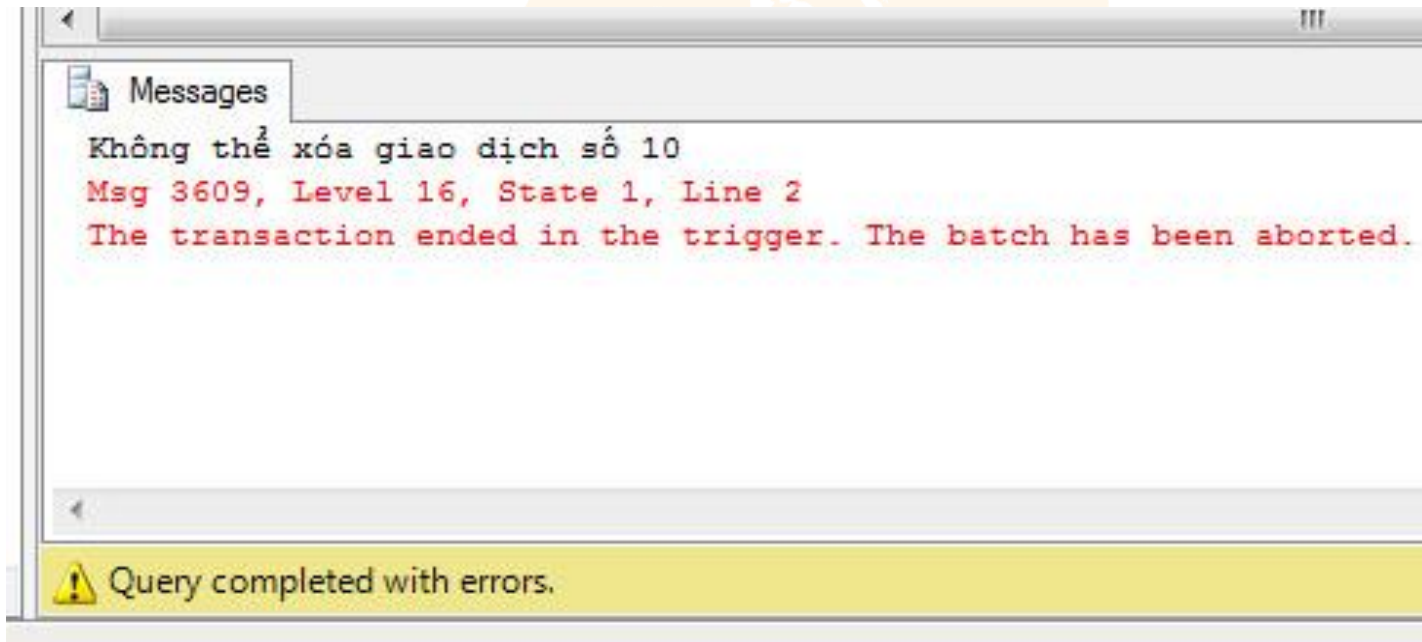 Messages
Không thể xóa giao dịch số 10
Msg 3609, Level 16, State 1, Line 2
The transaction ended in the trigger. The batch has been aborted.
Query completed with errors.